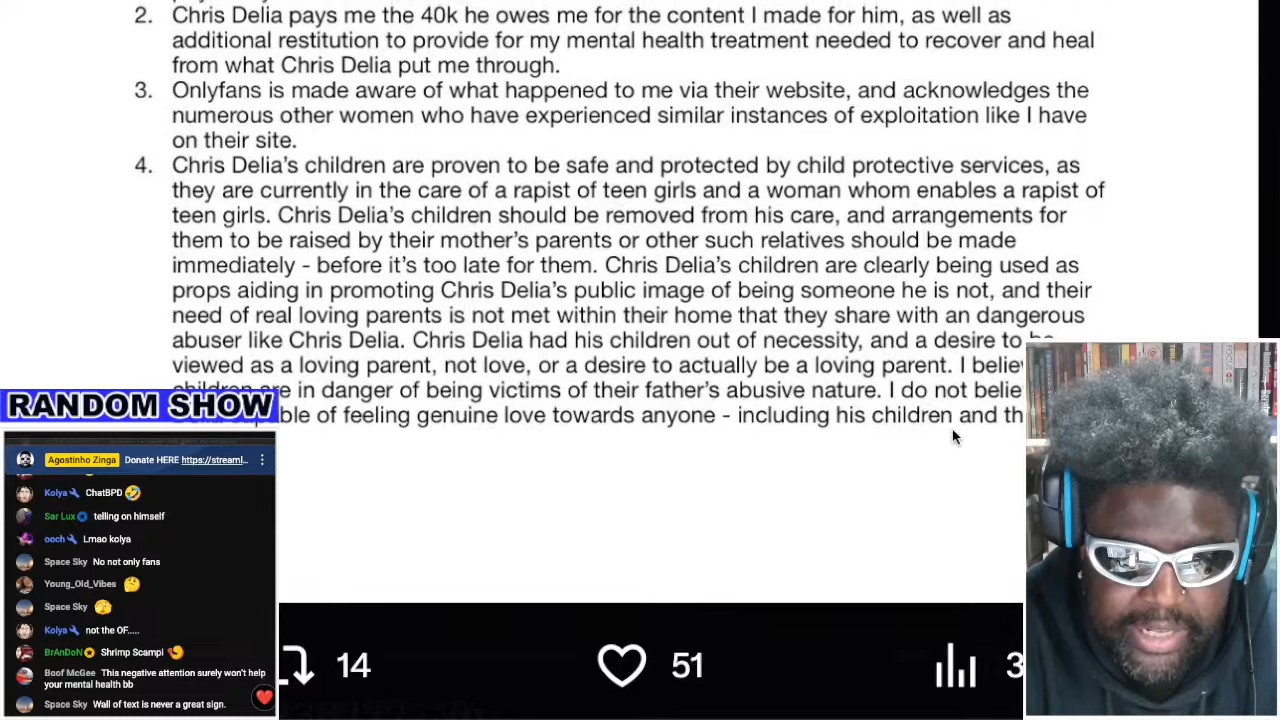 2. Chris Delia pays me the 40k he owes me for the content I made for him, as well as
additional restitution to provide for my mental health treatment needed to recover and heal
from what Chris Delia put me through.
3. Onlyfans is made aware of what happened to me via their website, and acknowledges the
numerous other women who have experienced similar instances of exploitation like I have
on their site.
4. Chris Delia's children are proven to be safe and protected by child protective services, as
they are currently in the care of a rapist of teen girls and a woman whom enables a rapist of
teen girls. Chris Delia's children should be removed from his care, and arrangements for
them to be raised by their mother's parents or other such relatives should be made
immediately - before it's too late for them. Chris Delia's children are clearly being used as
props aiding in promoting Chris Delia's public image of being someone he is not, and their
need of real loving parents is not met within their home that they share with an dangerous
abuser like Chris Delia. Chris Delia had his children out of necessity, and a desire to be
viewed as a loving parent, not love, or a desire to actually be a loving parent. I believ
children are in danger of being victims of their father's abusive nature. I do not belie
of feeling genuine love towards anyone - including his children and th
RANDOM SHOW
Agostinho Zinga Donate HERE https://streaml...
Kolya ChatBPD 🤣
Sar Lux telling on himself
ooch Lmao kolya
Space Sky No not only fans
Young_Old_Vibes 🤔
Space Sky 🫣
Kolya not the OF.....
BrAnDoN Shrimp Scampi 🍤
Boof McGee This negative attention surely won't help
your mental health bb
Space Sky Wall of text is never a great sign.
14
51
3